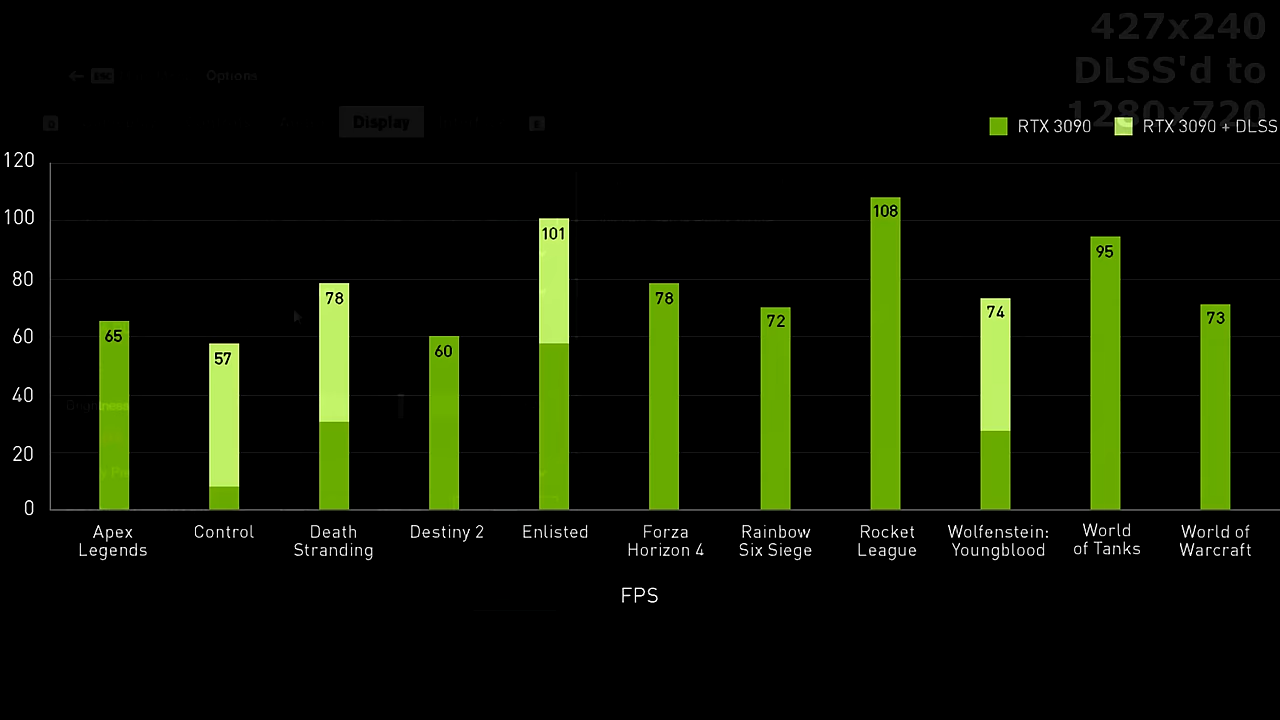 427x240
DLSS'd to
1280x720
Options
Display
RTX 3090
RTX 3090 + DLSS
120
100
80
60
40
20
0
65
57
78
60
101
78
72
108
74
95
73
Apex
Legends
Control
Death
Stranding
Destiny 2
Enlisted
Forza
Horizon 4
Rainbow
Six Siege
Rocket
League
Wolfenstein:
Youngblood
World
of Tanks
World of
Warcraft
FPS